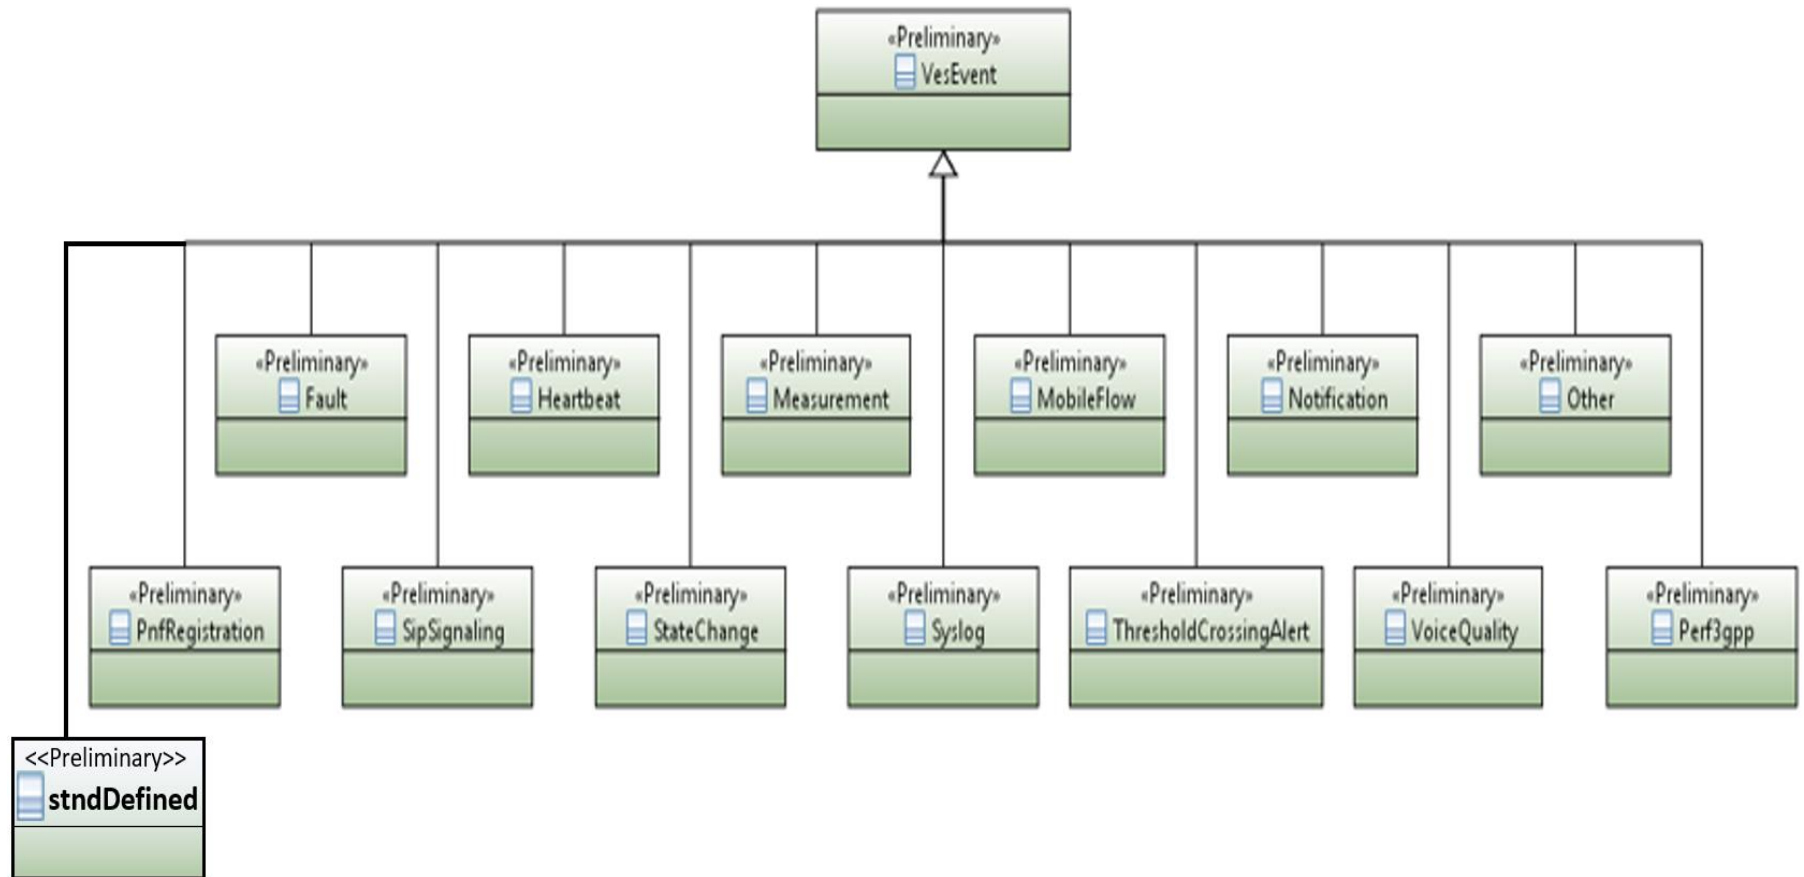 «Preliminary»
VesEvent
«Preliminary»
Fault
«Preliminary»
Heartbeat
«Preliminary»
Measurement
«Preliminary»
MobileFlow
«Preliminary»
Notification
«Preliminary»
Other
«Preliminary»
PnfRegistration
«Preliminary»
SipSignaling
«Preliminary»
StateChange
«Preliminary»
Syslog
«Preliminary»
ThresholdCrossingAlert
«Preliminary»
VoiceQuality
«Preliminary»
Perf3gpp
<<Preliminary>>
stndDefined